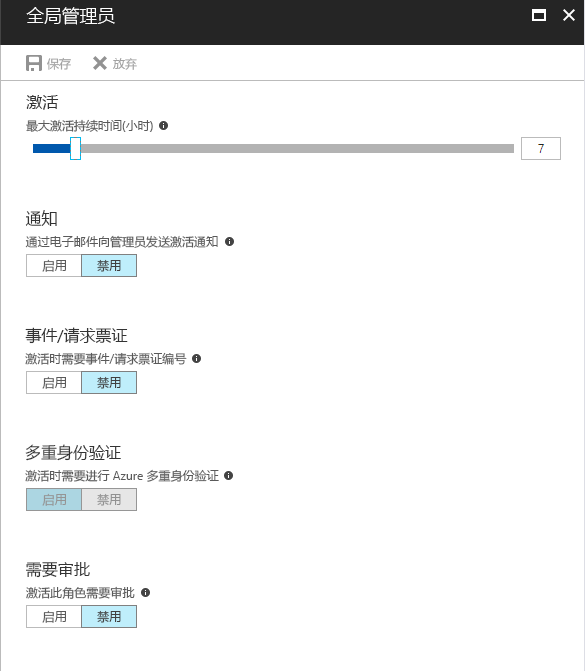 全局管理员
保存 放弃
激活
最大激活持续时间(小时)
7
通知
通过电子邮件向管理员发送激活通知
启用 禁用
事件/请求票证
激活时需要事件/请求票证编号
启用 禁用
多重身份验证
激活时需要进行 Azure 多重身份验证
启用 禁用
需要审批
激活此角色需要审批
启用 禁用